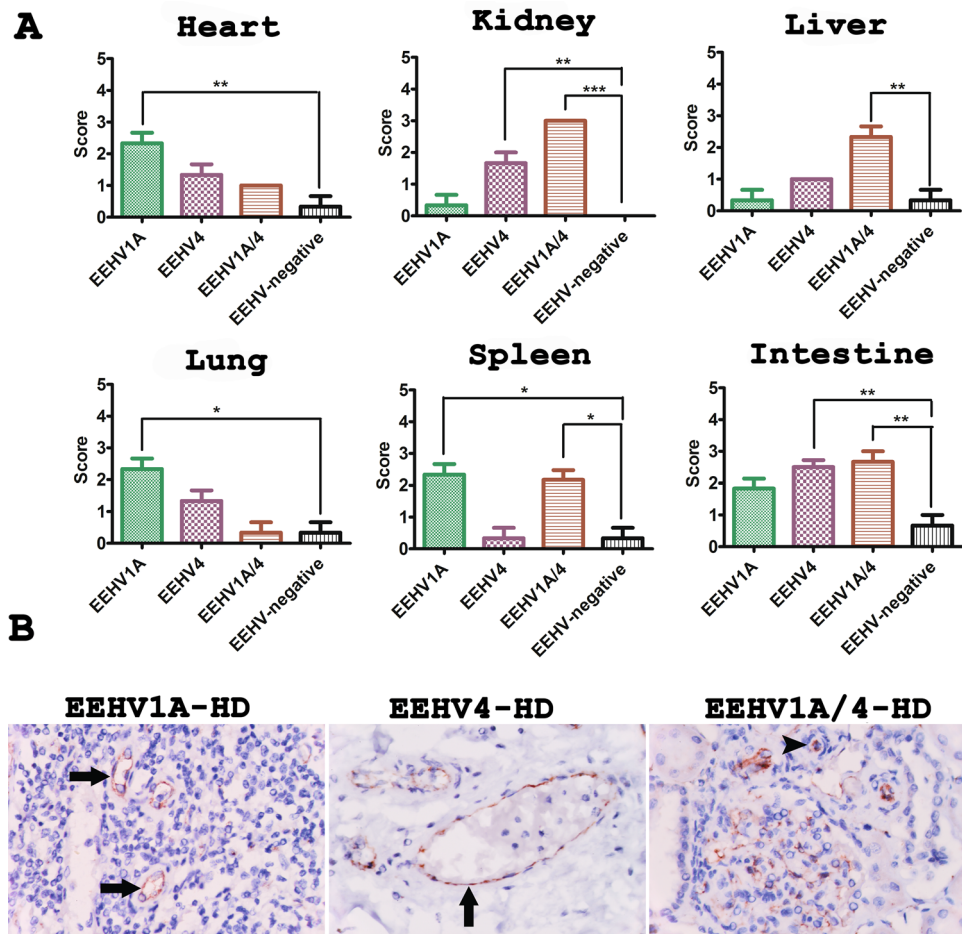 A
Heart
Score
5
4
3
2
1
0
**
EEHV1A
EEHV4
EEHV1A/4
EEHV-negative
Kidney
Score
5
4
3
2
1
0
**
***
EEHV1A
EEHV4
EEHV1A/4
EEHV-negative
Liver
Score
5
4
3
2
1
0
**
EEHV1A
EEHV4
EEHV1A/4
EEHV-negative
Lung
Score
5
4
3
2
1
0
*
EEHV1A
EEHV4
EEHV1A/4
EEHV-negative
Spleen
Score
5
4
3
2
1
0
*
*
EEHV1A
EEHV4
EEHV1A/4
EEHV-negative
Intestine
Score
5
4
3
2
1
0
**
**
EEHV1A
EEHV4
EEHV1A/4
EEHV-negative
B
EEHV1A-HD
EEHV4-HD
EEHV1A/4-HD